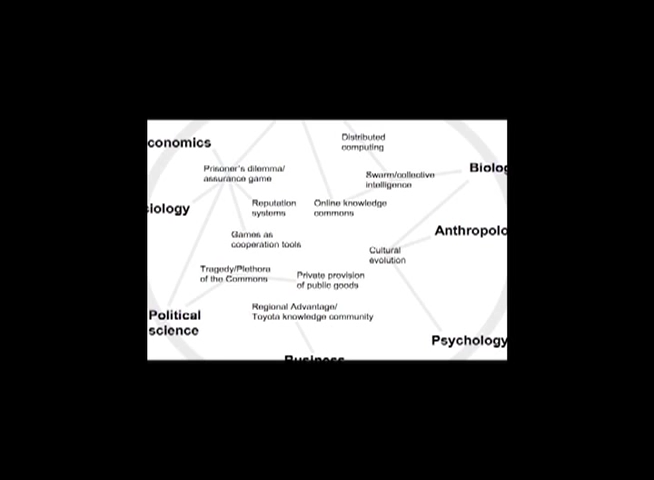 Distributed
computing
conomics
Prisoner's dilemma/
assurance game
Swarm/collective
intelligence
Biolog
iology
Reputation
systems
Online knowledge
commons
Anthropolo
Games as
cooperation tools
Cultural
evolution
Tragedy/Plethora
of the Commons
Private provision
of public goods
Regional Advantage/
Toyota knowledge community
Political
science
Psychology
Business